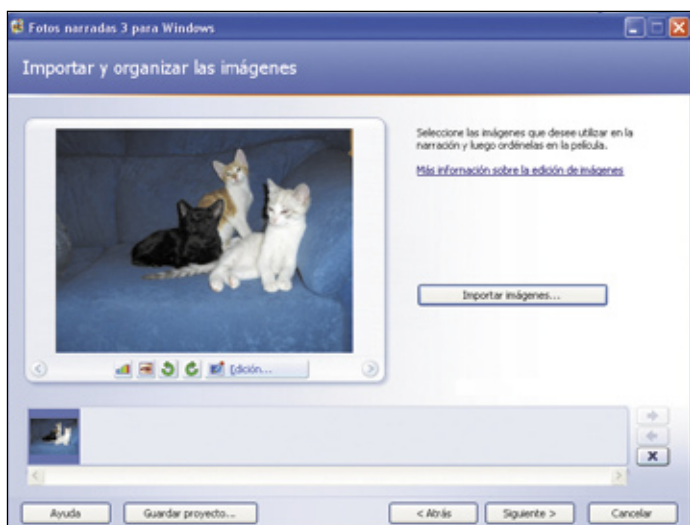 Fotos narradas 3 para Windows
Importar y organizar las imágenes
Seleccione las imágenes que desee utilizar en la
narración y luego ordénelas en la película.
Más información sobre la edición de imágenes
Importar imágenes...
Edición...
Ayuda
Guardar proyecto...
< Atrás
Siguiente >
Cancelar